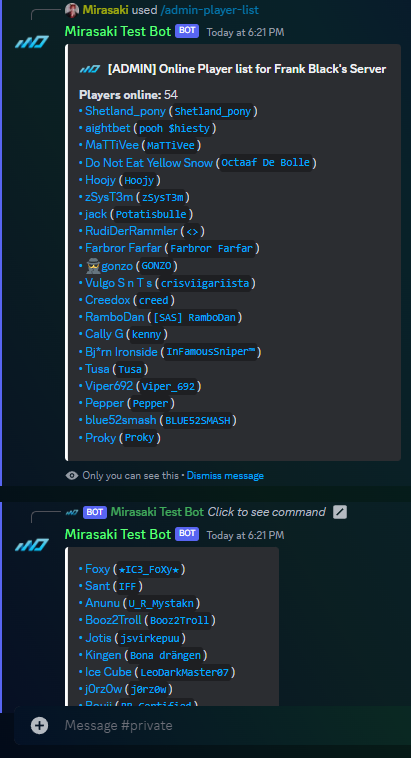 Mirasaki used /admin-player-list
Mirasaki Test Bot BOT Today at 6:21 PM
[ADMIN] Online Player list for Frank Black's Server
Players online: 54
• Shetland_pony (Shetland_pony)
• aightbet (pooh $hiesty)
• MaTTiVee (MaTTiVee)
• Do Not Eat Yellow Snow (Octaaf De Bolle)
• Hoojy (Hoojy)
• zSysT3m (zSysT3m)
• jack (Potatisbulle)
• RudiDerRammler (<>)
• Farbror Farfar (Farbror Farfar)
• gonzo (GONZO)
• Vulgo S n T s (crisviigariista)
• Creedox (creed)
• RamboDan ([SAS] RamboDan)
• Cally G (kenny)
• Bj*rn Ironside (InFamousSniper™)
• Tusa (Tusa)
• Viper692 (Viper_692)
• Pepper (Pepper)
• blue52smash (BLUE52SMASH)
• Proky (Proky)
Only you can see this • Dismiss message
BOT Mirasaki Test Bot Click to see command
Mirasaki Test Bot BOT Today at 6:21 PM
• Foxy (★IC3_FoXy★)
• Sant (IFF)
• Anunu (U_R_Mystakn)
• Booz2Troll (Booz2Troll)
• Jotis (jsvirkepuu)
• Kingen (Bona drängen)
• Ice Cube (LeoDarkMaster07)
• j0rz0w (j0rz0w)
Message #private